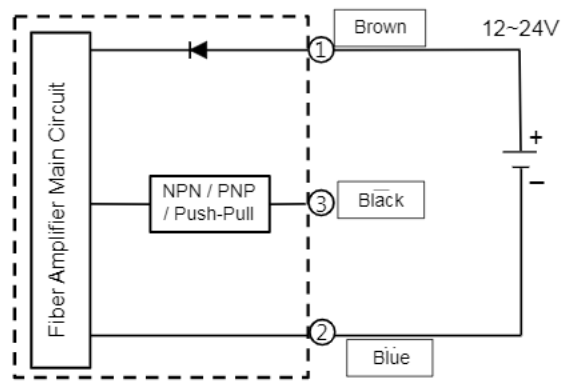 Brown
12~24V
1
+
Fiber Amplifier Main Circuit
NPN / PNP
/ Push-Pull
3
Black
–
2
Blue